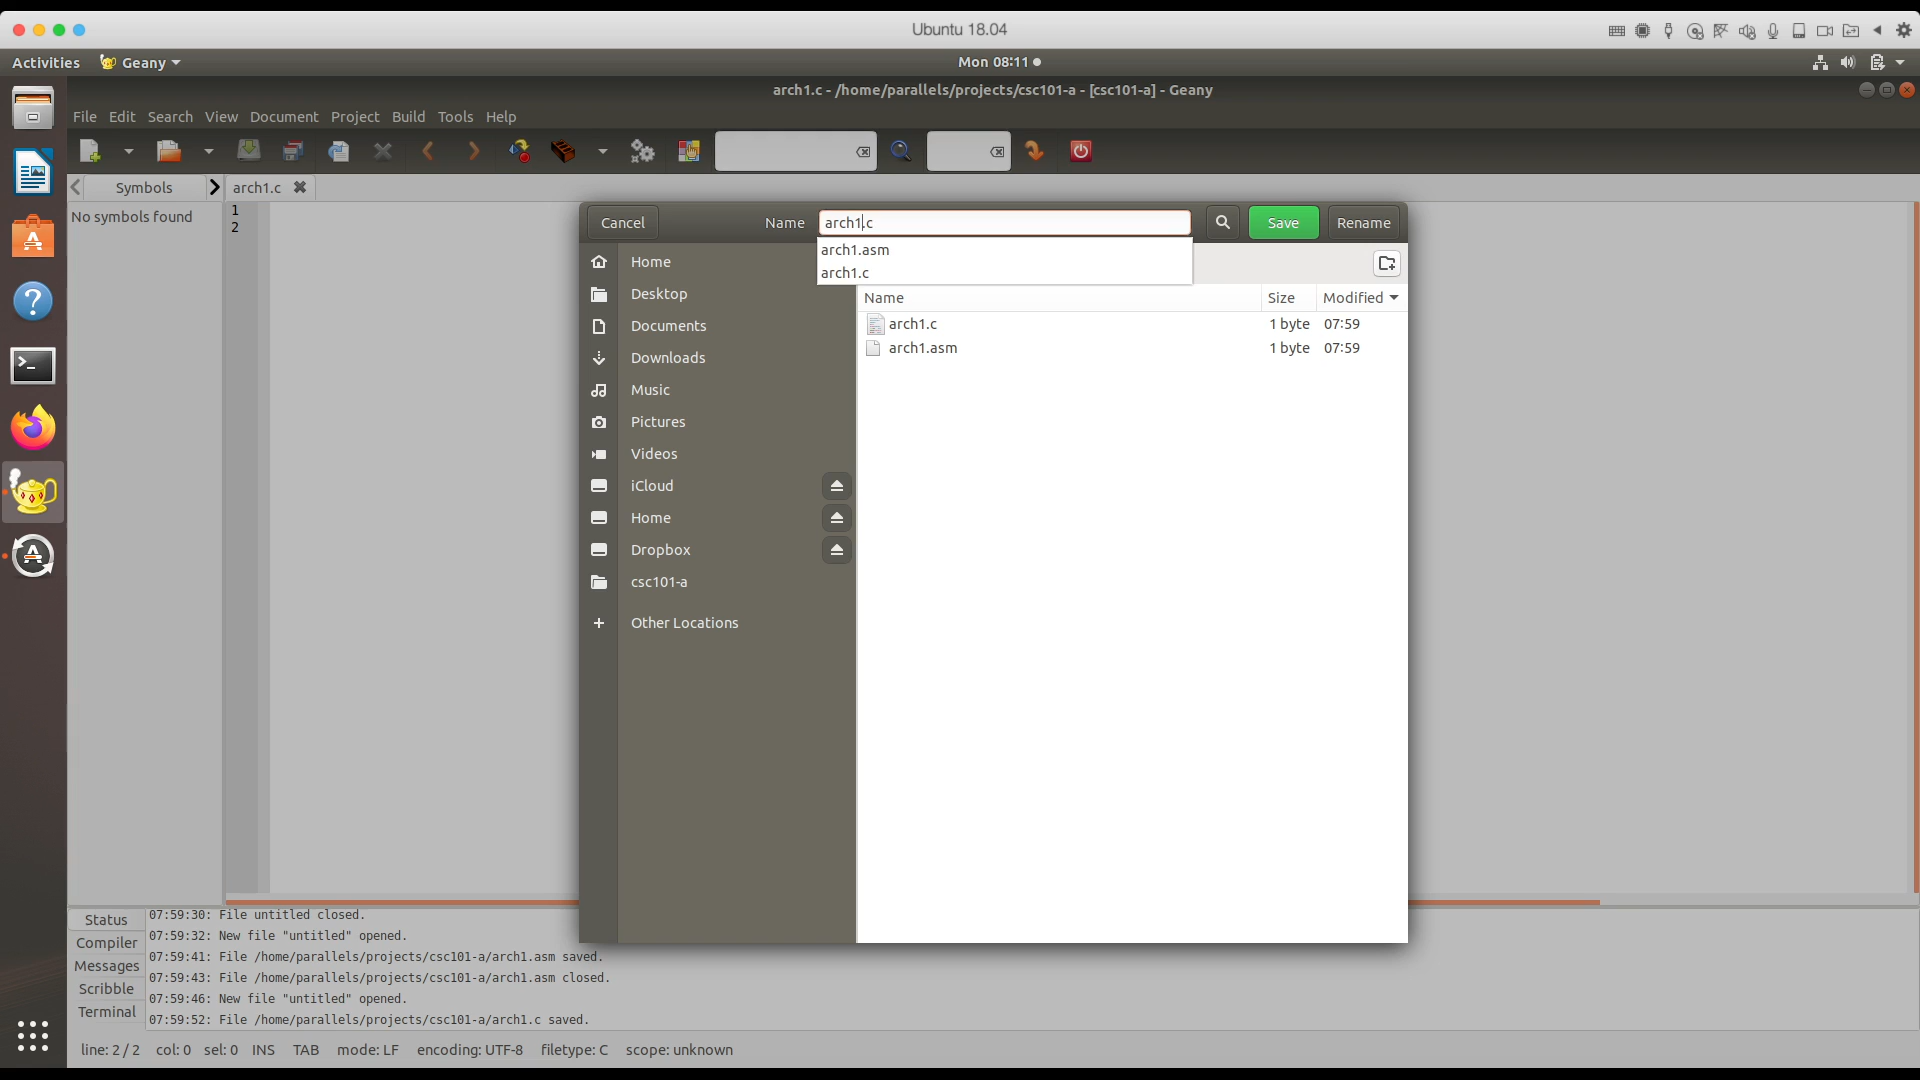 Ubuntu 18.04
Activities
Geany
Mon 08:11
arch1.c - /home/parallels/projects/csc101-a - [csc101-a] - Geany
File Edit Search View Document Project Build Tools Help
Symbols
arch1.c
No symbols found
1
2
Cancel
Name
arch1.c
Save
Rename
arch1.asm
arch1.c
Home
Desktop
Documents
Downloads
Music
Pictures
Videos
iCloud
Home
Dropbox
csc101-a
Other Locations
Name Size Modified
arch1.c 1 byte 07:59
arch1.asm 1 byte 07:59
Status
Compiler
Messages
Scribble
Terminal
07:59:30: File untitled closed.
07:59:32: New file "untitled" opened.
07:59:41: File /home/parallels/projects/csc101-a/arch1.asm saved.
07:59:43: File /home/parallels/projects/csc101-a/arch1.asm closed.
07:59:46: New file "untitled" opened.
07:59:52: File /home/parallels/projects/csc101-a/arch1.c saved.
line: 2 / 2 col: 0 sel: 0 INS TAB mode: LF encoding: UTF-8 filetype: C scope: unknown